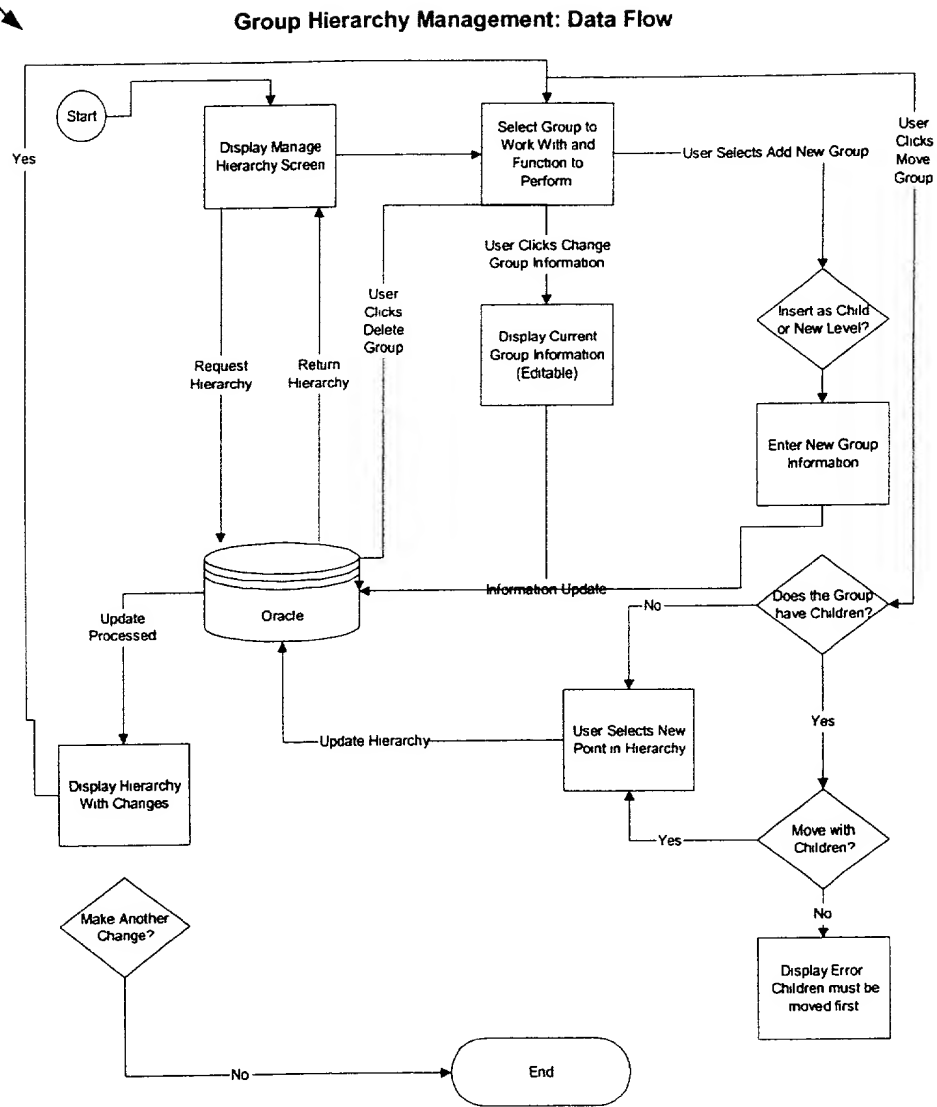 Group Hierarchy Management: Data Flow
Start
Yes
Display Manage
Hierarchy Screen
Select Group to
Work With and
Function to
Perform
User Selects Add New Group
User
Clicks
Move
Group
User Clicks Change
Group Information
User
Clicks
Delete
Group
Insert as Child
or New Level?
Display Current
Group Information
(Editable)
Request
Hierarchy
Return
Hierarchy
Enter New Group
Information
Oracle
Information Update
Does the Group
have Children?
No
Update
Processed
User Selects New
Point in Hierarchy
Yes
Update Hierarchy
Display Hierarchy
With Changes
Move with
Children?
Yes
Make Another
Change?
No
Display Error
Children must be
moved first
No
End